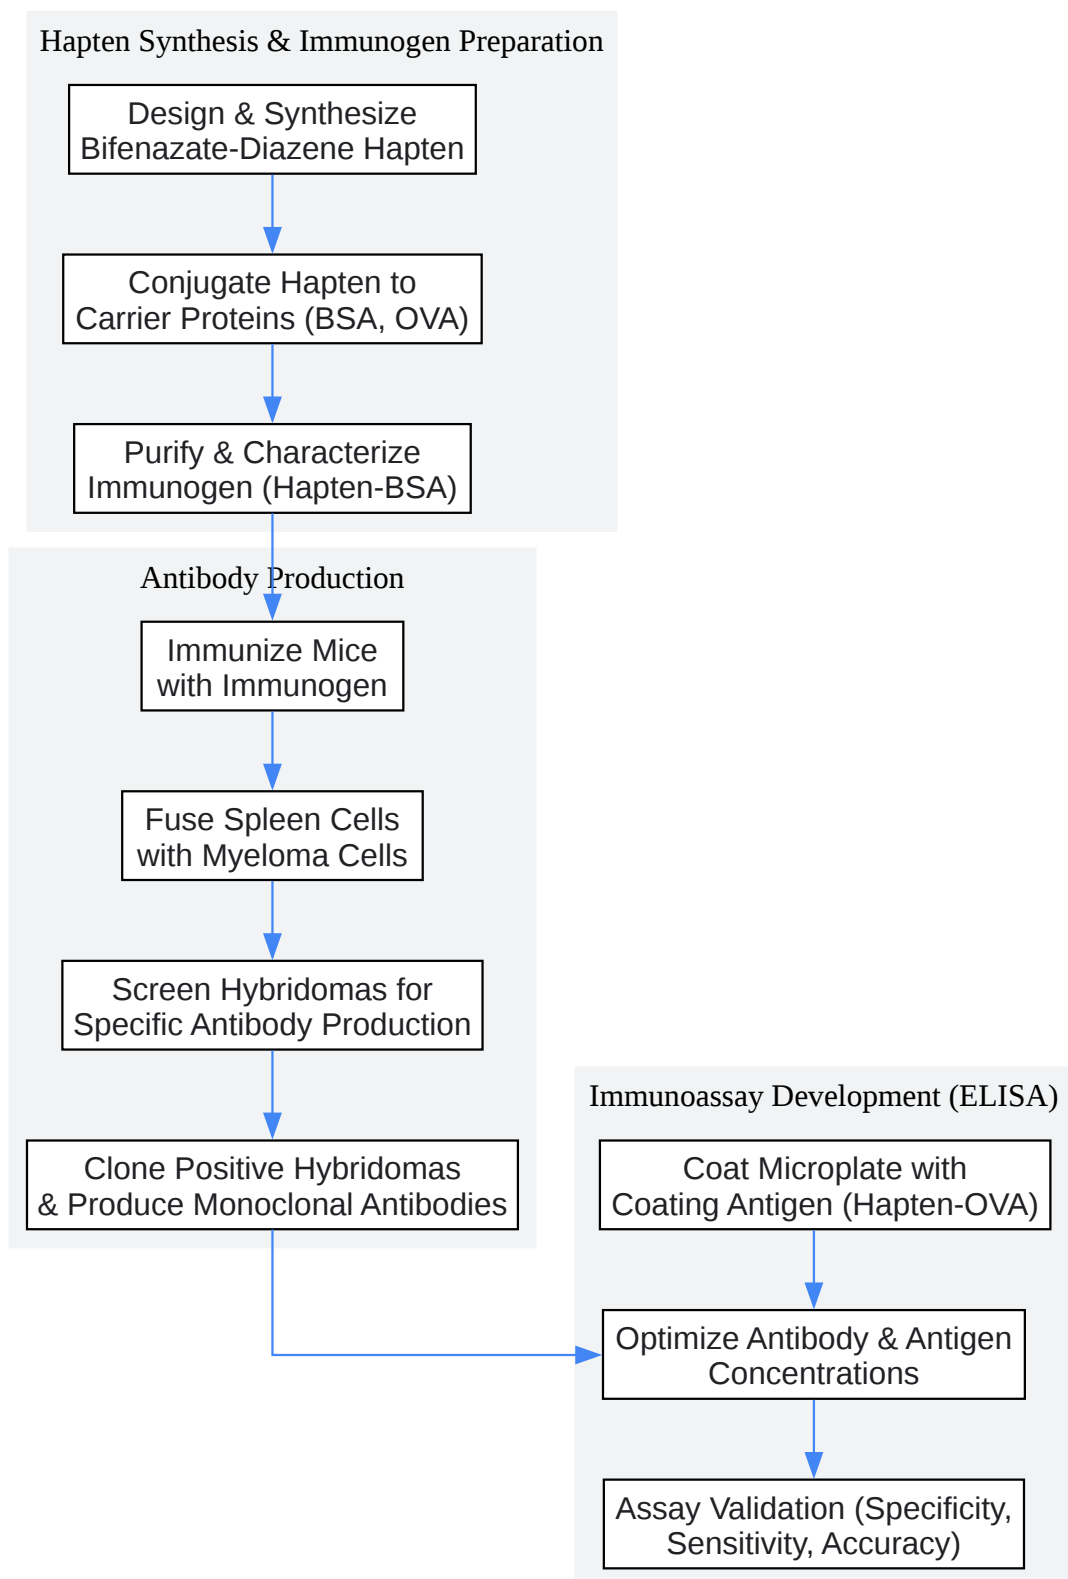 Hapten Synthesis & Immunogen Preparation
Design & Synthesize
Bifenazate-Diazene Hapten
Conjugate Hapten to
Carrier Proteins (BSA, OVA)
Purify & Characterize
Immunogen (Hapten-BSA)
Antibody Production
Immunize Mice
with Immunogen
Fuse Spleen Cells
with Myeloma Cells
Screen Hybridomas for
Specific Antibody Production
Clone Positive Hybridomas
& Produce Monoclonal Antibodies
Immunoassay Development (ELISA)
Coat Microplate with
Coating Antigen (Hapten-OVA)
Optimize Antibody & Antigen
Concentrations
Assay Validation (Specificity,
Sensitivity, Accuracy)